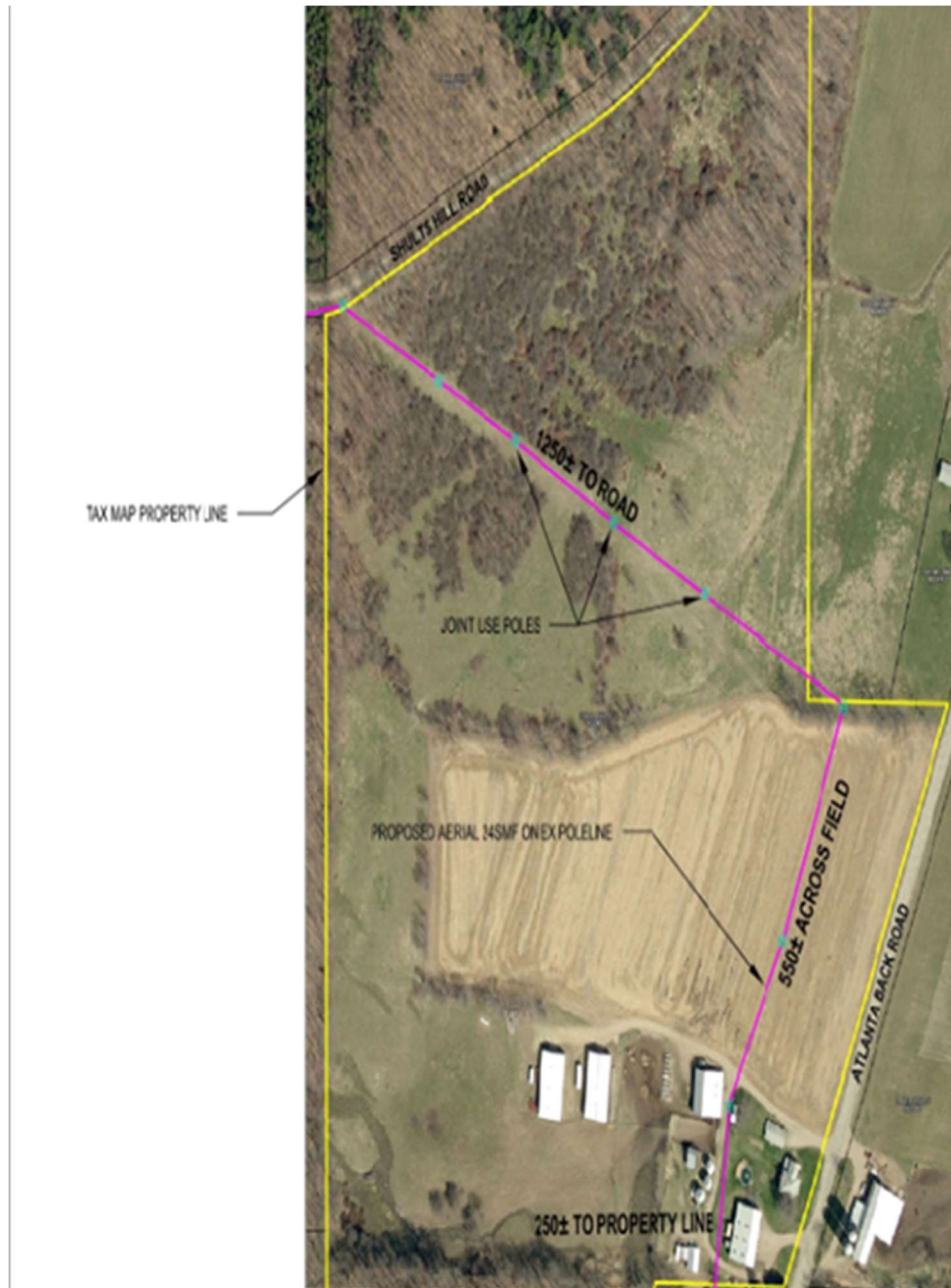 SHULTS HILL ROAD
1250± TO ROAD
TAX MAP PROPERTY LINE
JOINT USE POLES
PROPOSED AERIAL 24SMF ON EX POLELINE
550± ACROSS FIELD
ATLANTA BACK ROAD
250± TO PROPERTY LINE